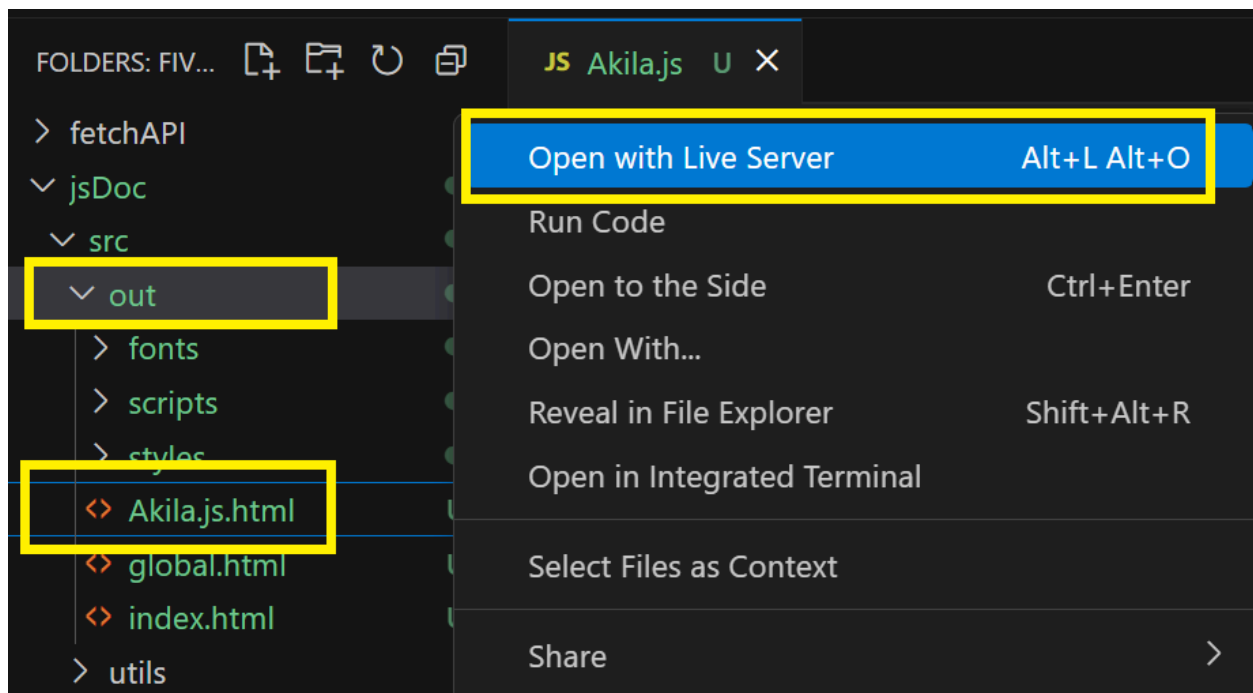 FOLDERS: FIV...
JS Akila.js U
fetchAPI
jsDoc
src
out
fonts
scripts
styles
Akila.js.html
global.html
index.html
utils
Open with Live Server Alt+L Alt+O
Run Code
Open to the Side Ctrl+Enter
Open With...
Reveal in File Explorer Shift+Alt+R
Open in Integrated Terminal
Select Files as Context
Share